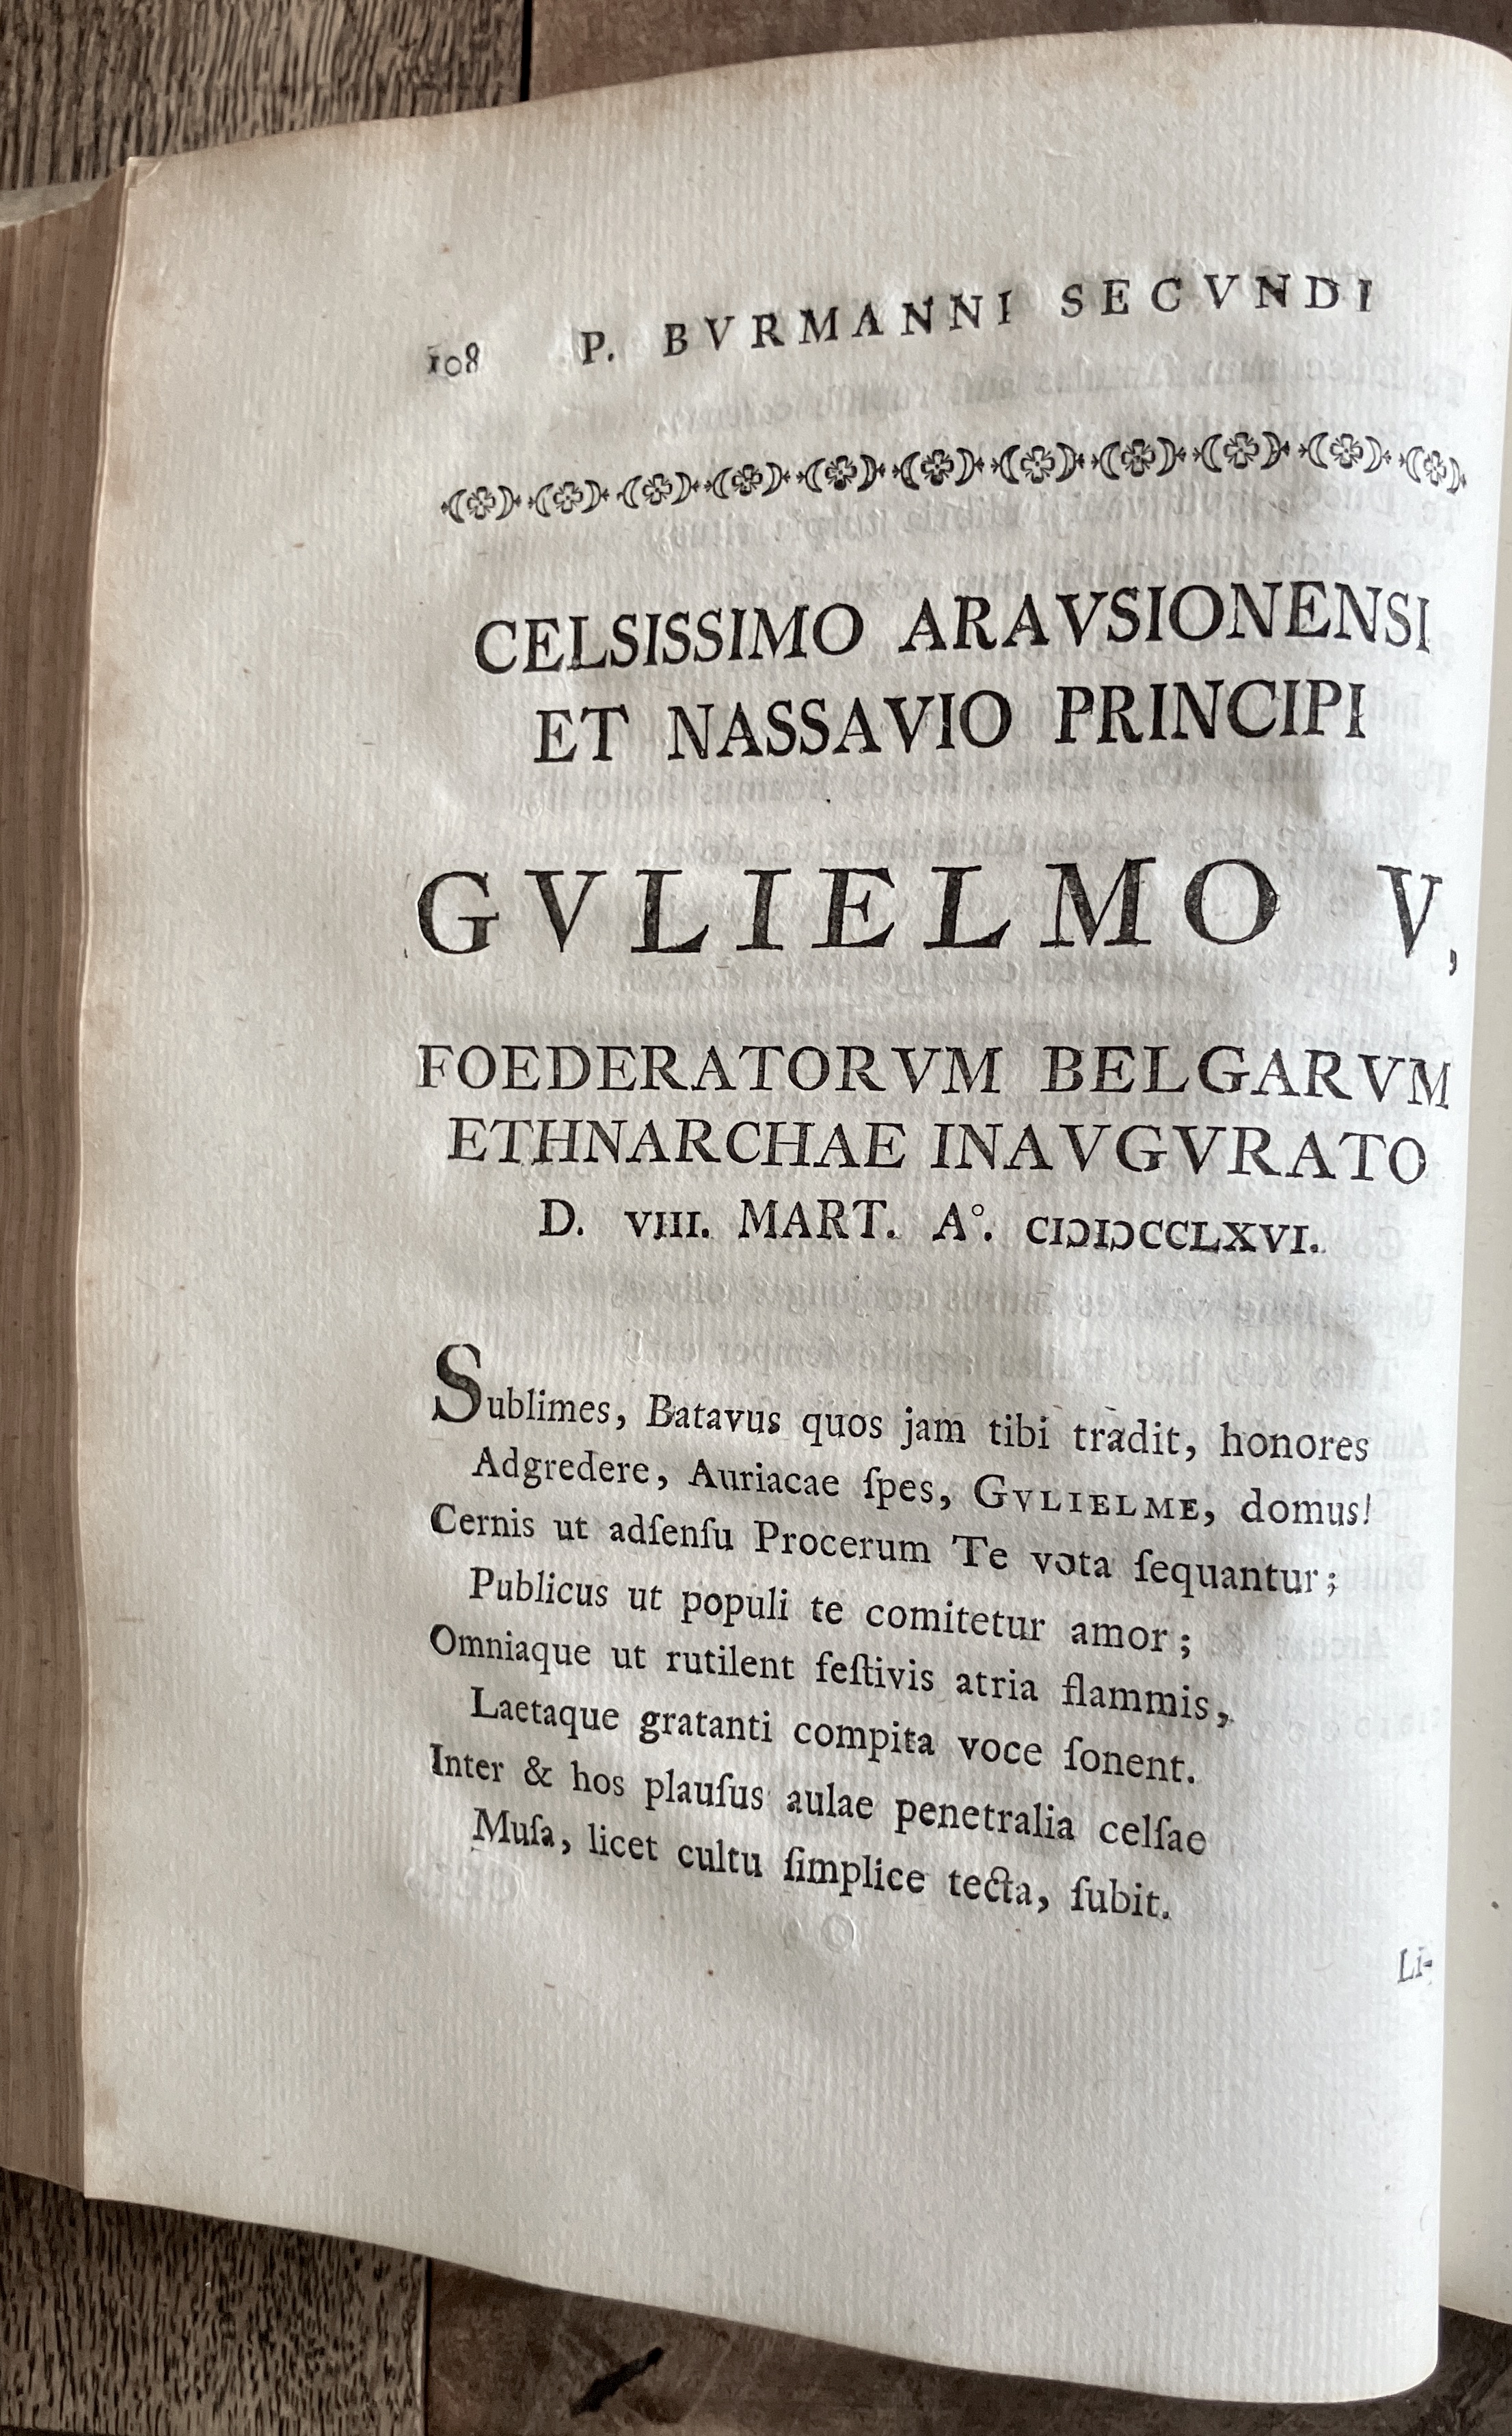 108 P. BVRMANNI SECVNDI
CELSISSIMO ARAVSIONENSI
ET NASSAVIO PRINCIPI
GVLIELMO V,
FOEDERATORVM BELGARVM
ETHNARCHAE INAVGVRATO
D. VIII. MART. A°. CIↃIↃCCLXVI.
Sublimes, Batavus quos jam tibi tradit, honores
Adgredere, Auriacae ſpes, GVLIELME, domus!
Cernis ut adſenſu Procerum Te vota ſequantur;
Publicus ut populi te comitetur amor;
Omniaque ut rutilent feſtivis atria flammis,
Laetaque gratanti compita voce ſonent.
Inter & hos plauſus aulae penetralia celſae
Muſa, licet cultu ſimplice tecta, ſubit.
Li-